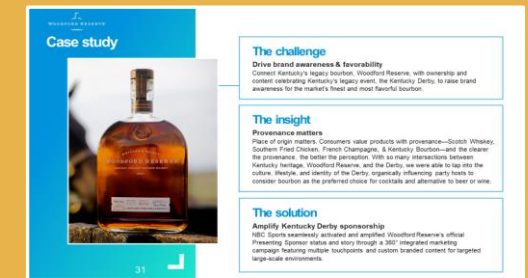 WOODFORD RESERVE
Case study
WOODFORD RESERVE
31
The challenge
Drive brand awareness & favorability
Connect Kentucky's legacy bourbon, Woodford Reserve, with ownership and
content celebrating Kentucky's legacy event, the Kentucky Derby, to raise brand
awareness for the market's finest and most flavorful bourbon.
The insight
Provenance matters
Place of origin matters. Consumers value products with provenance—Scotch Whiskey,
Southern Fried Chicken, French Champagne, & Kentucky Bourbon—and the clearer
the provenance, the better the perception. With so many intersections between
Kentucky heritage, Woodford Reserve, and the Derby, we were able to tap into the
culture, lifestyle, and identity of the Derby, organically influencing party hosts to
consider bourbon as the preferred choice for cocktails and alternative to beer or wine.
The solution
Amplify Kentucky Derby sponsorship
NBC Sports seamlessly activated and amplified Woodford Reserve's official
Presenting Sponsor status and story through a 360° integrated marketing
campaign featuring multiple touchpoints and custom branded content for targeted
large-scale environments.